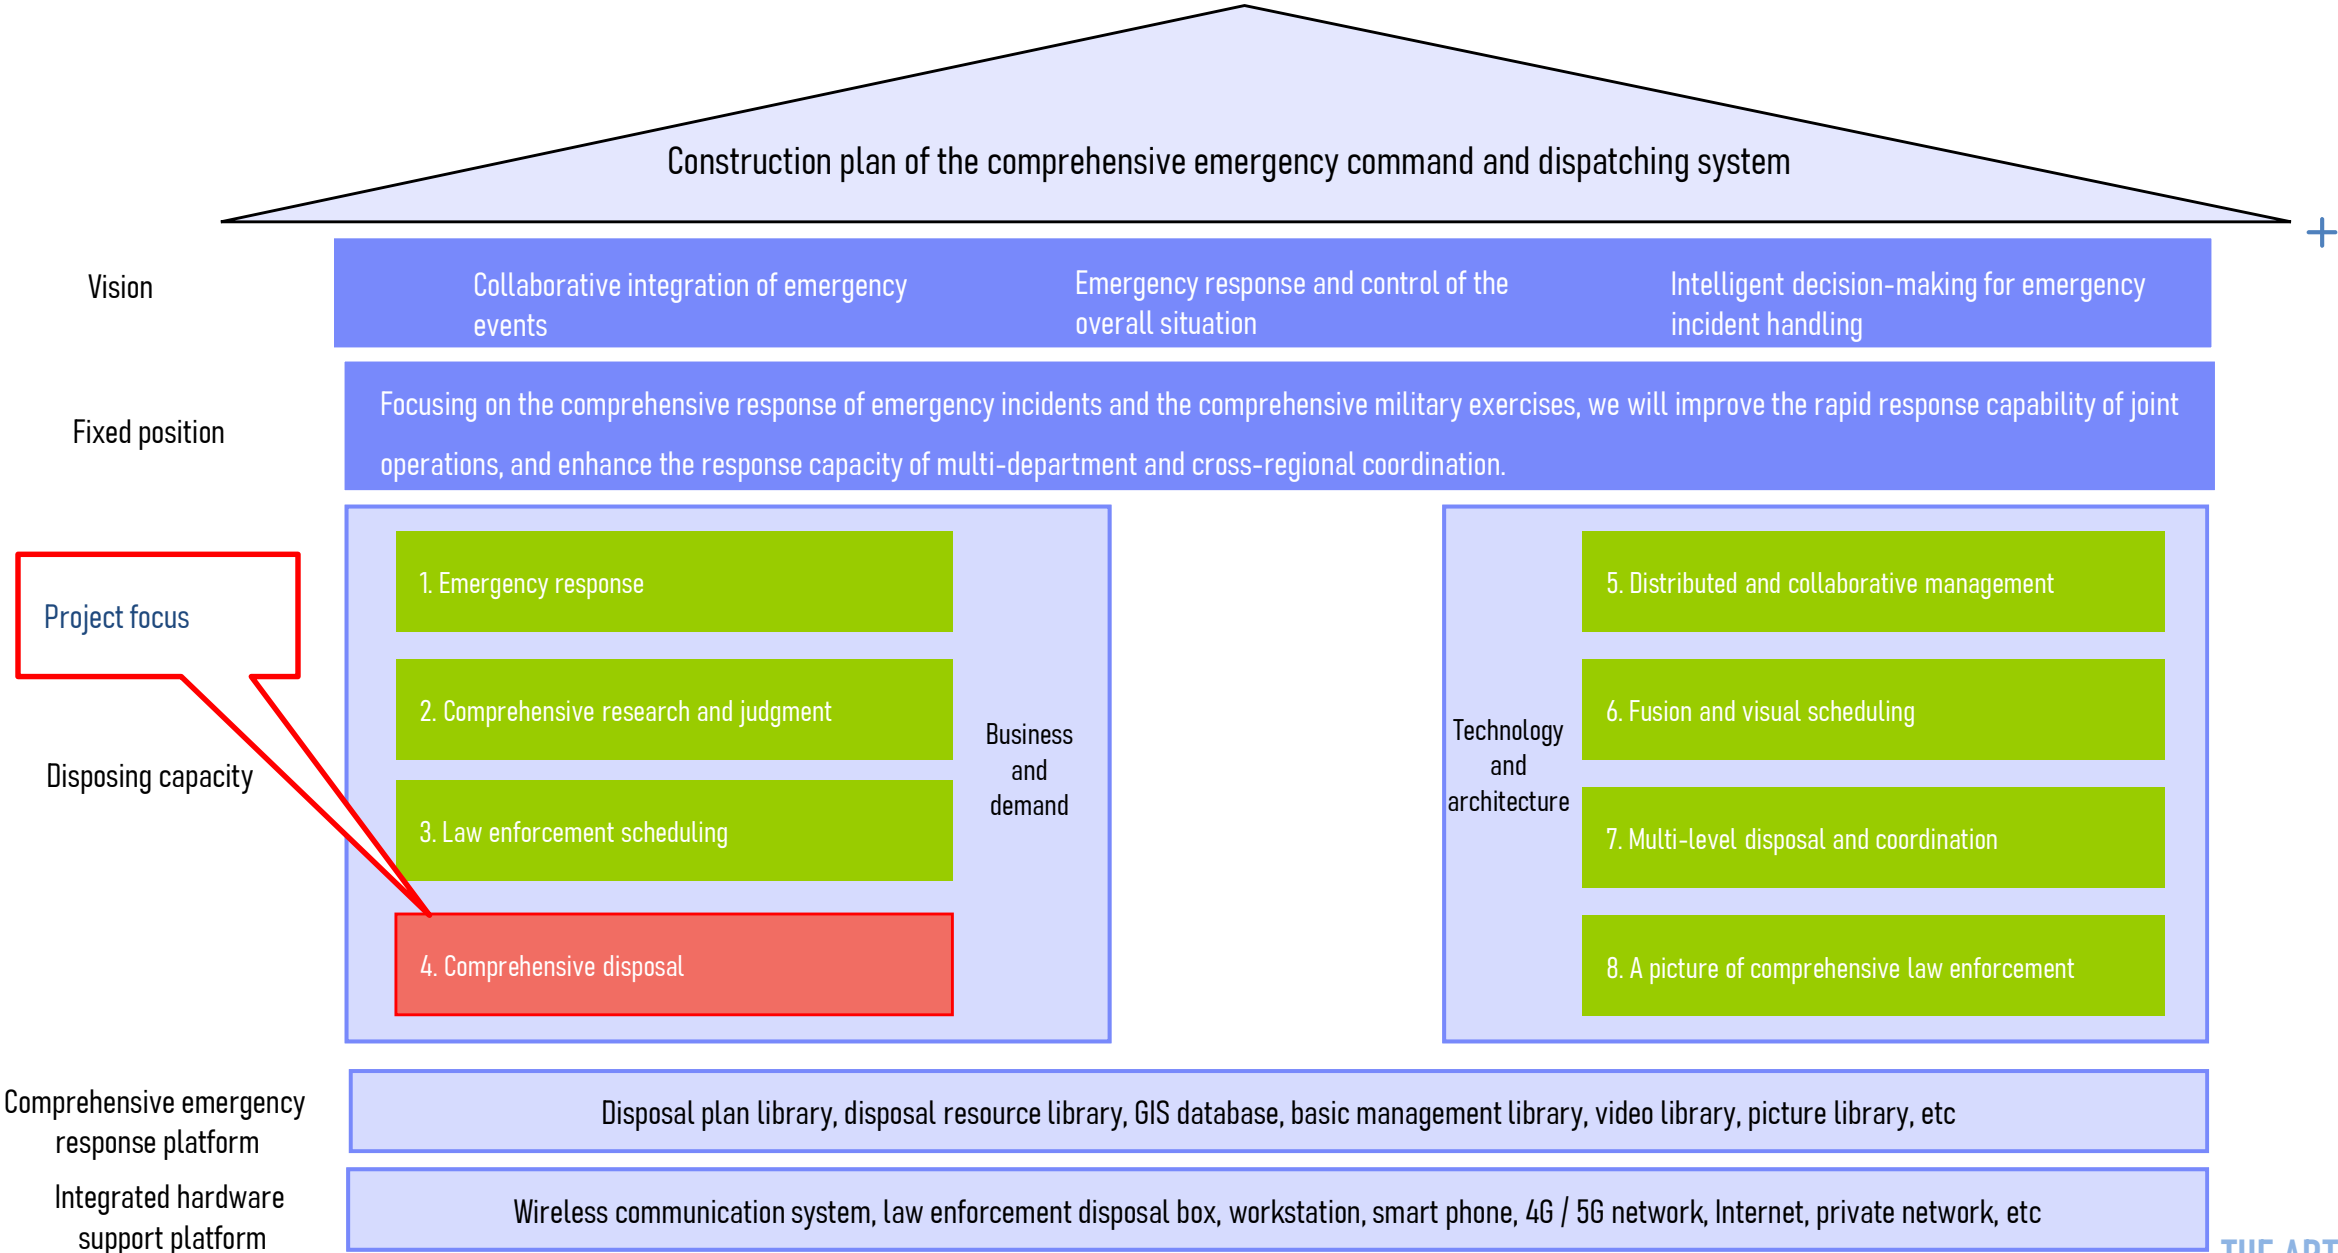 Construction plan of the comprehensive emergency command and dispatching system
Vision
Collaborative integration of emergency
events
Emergency response and control of the
overall situation
Intelligent decision-making for emergency
incident handling
Fixed position
Focusing on the comprehensive response of emergency incidents and the comprehensive military exercises, we will improve the rapid response capability of joint
operations, and enhance the response capacity of multi-department and cross-regional coordination.
Project focus
Disposing capacity
1. Emergency response
2. Comprehensive research and judgment
3. Law enforcement scheduling
4. Comprehensive disposal
Business
and
demand
Technology
and
architecture
5. Distributed and collaborative management
6. Fusion and visual scheduling
7. Multi-level disposal and coordination
8. A picture of comprehensive law enforcement
Comprehensive emergency
response platform
Disposal plan library, disposal resource library, GIS database, basic management library, video library, picture library, etc
Integrated hardware
support platform
Wireless communication system, law enforcement disposal box, workstation, smart phone, 4G / 5G network, Internet, private network, etc
THE ART